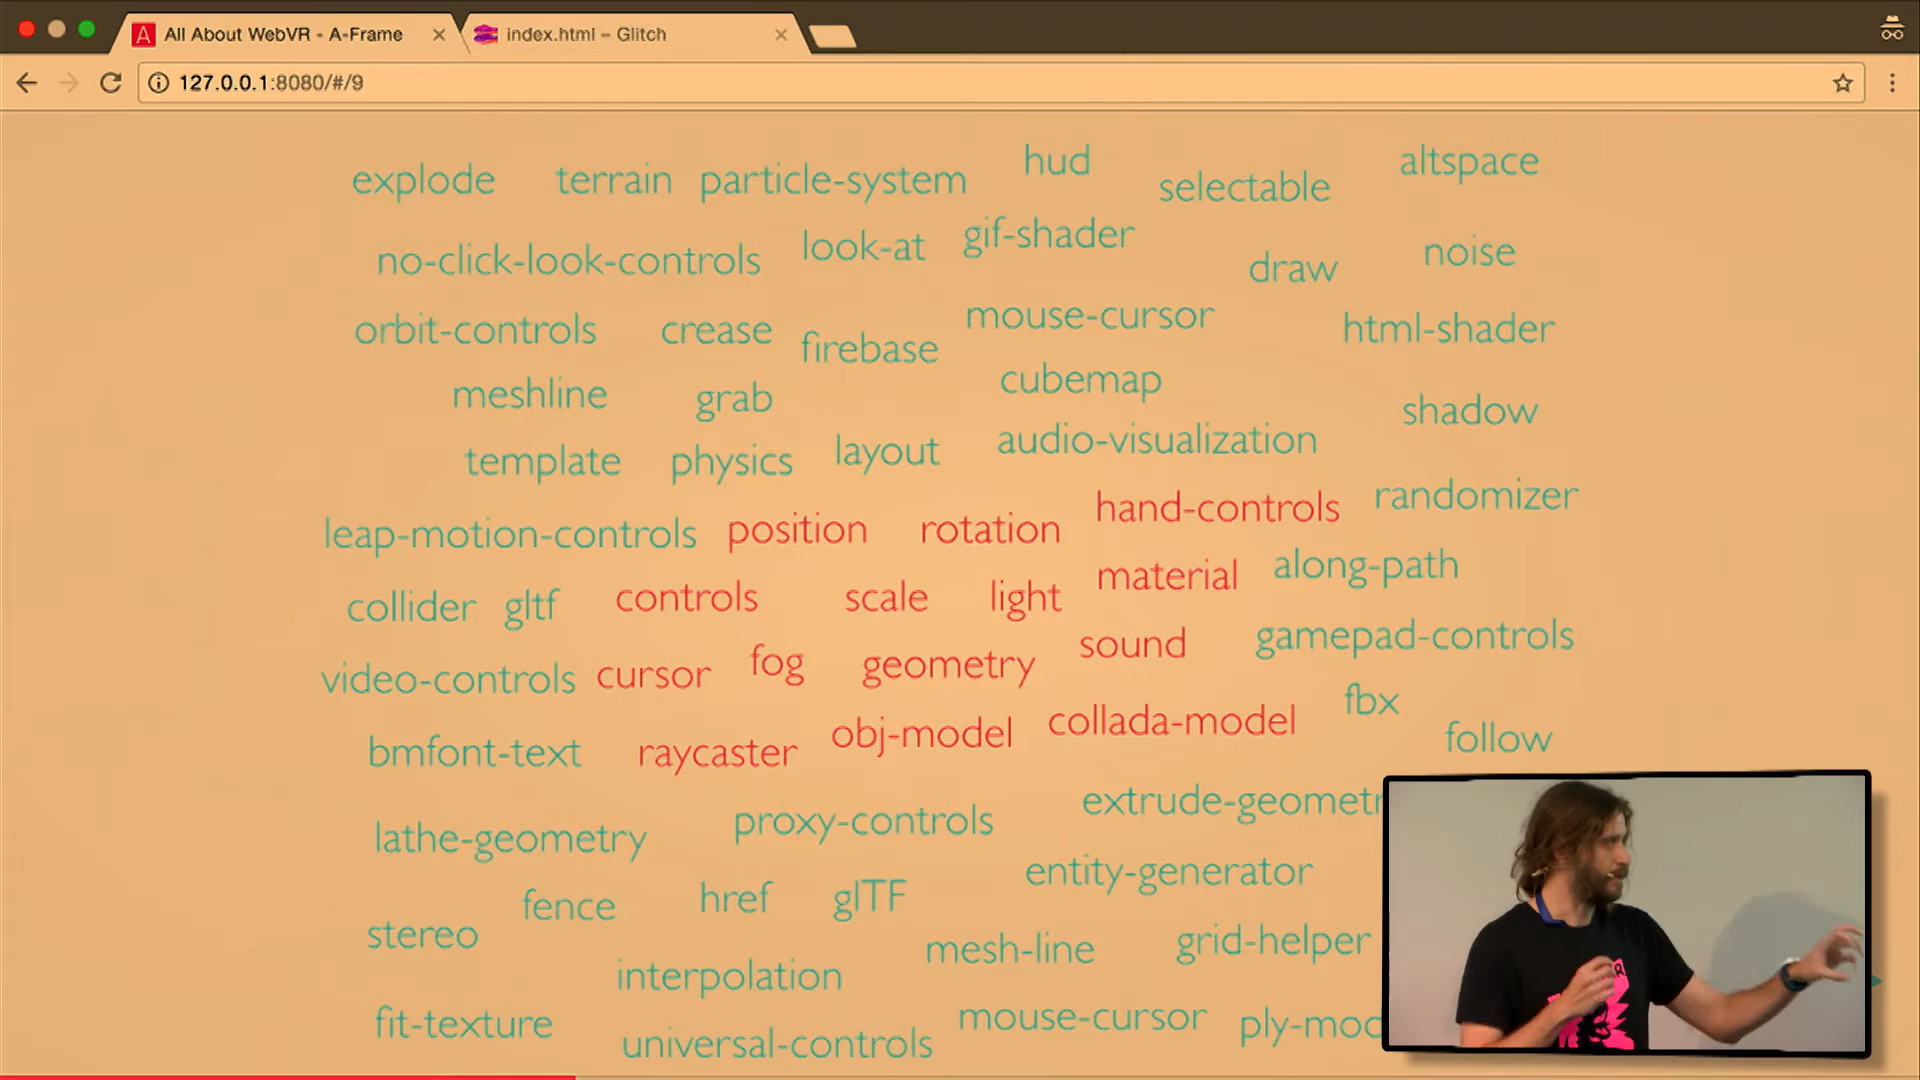 All About WebVR - A-Frame
index.html – Glitch
127.0.0.1:8080/#/9
explode terrain particle-system hud selectable altspace
no-click-look-controls look-at gif-shader draw noise
orbit-controls crease firebase mouse-cursor html-shader
meshline grab cubemap shadow
template physics layout audio-visualization
leap-motion-controls position rotation hand-controls randomizer
collider gltf controls scale light material along-path
video-controls cursor fog geometry sound gamepad-controls
bmfont-text raycaster obj-model collada-model fbx follow
lathe-geometry proxy-controls extrude-geometr
stereo fence href glTF entity-generator
interpolation mesh-line grid-helper
fit-texture universal-controls mouse-cursor ply-mod